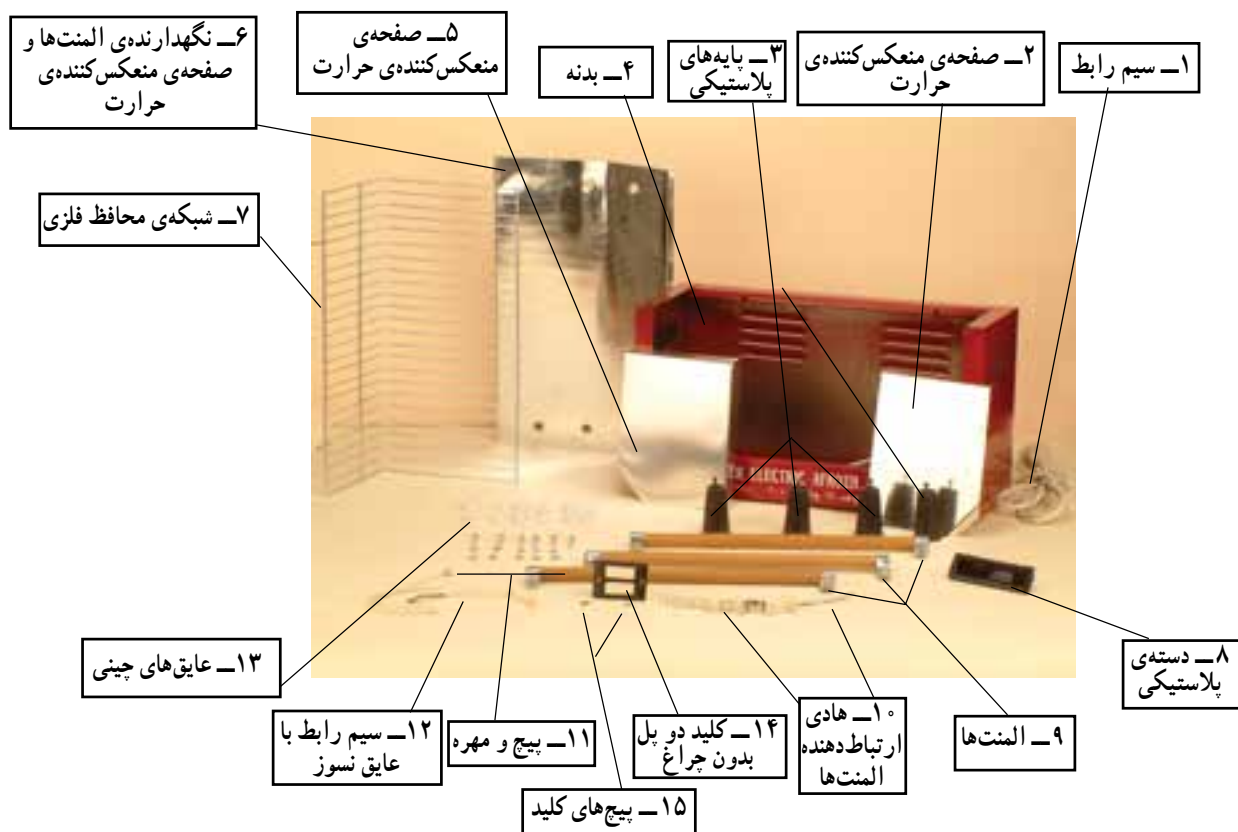 ۶ــ نگهدارنده‌ی المنت‌ها و
صفحه‌ی منعکس‌کننده‌ی
حرارت
۵ــ صفحه‌ی
منعکس‌کننده‌ی حرارت
۴ــ بدنه
۳ــ پایه‌های
پلاستیکی
۲ــ صفحه‌ی منعکس‌کننده‌ی
حرارت
۱ــ سیم رابط
۷ــ شبکه‌ی محافظ فلزی
ELECTRIC
۸ــ دسته‌ی
پلاستیکی
۱۳ــ عایق‌های چینی
۱۲ــ سیم رابط با
عایق نسوز
۱۱ــ پیچ و مهره
۱۴ــ کلید دو پل
بدون چراغ
۱۰ــ هادی
ارتباط‌دهنده
المنت‌ها
۹ــ المنت‌ها
۱۵ــ پیچ‌های کلید